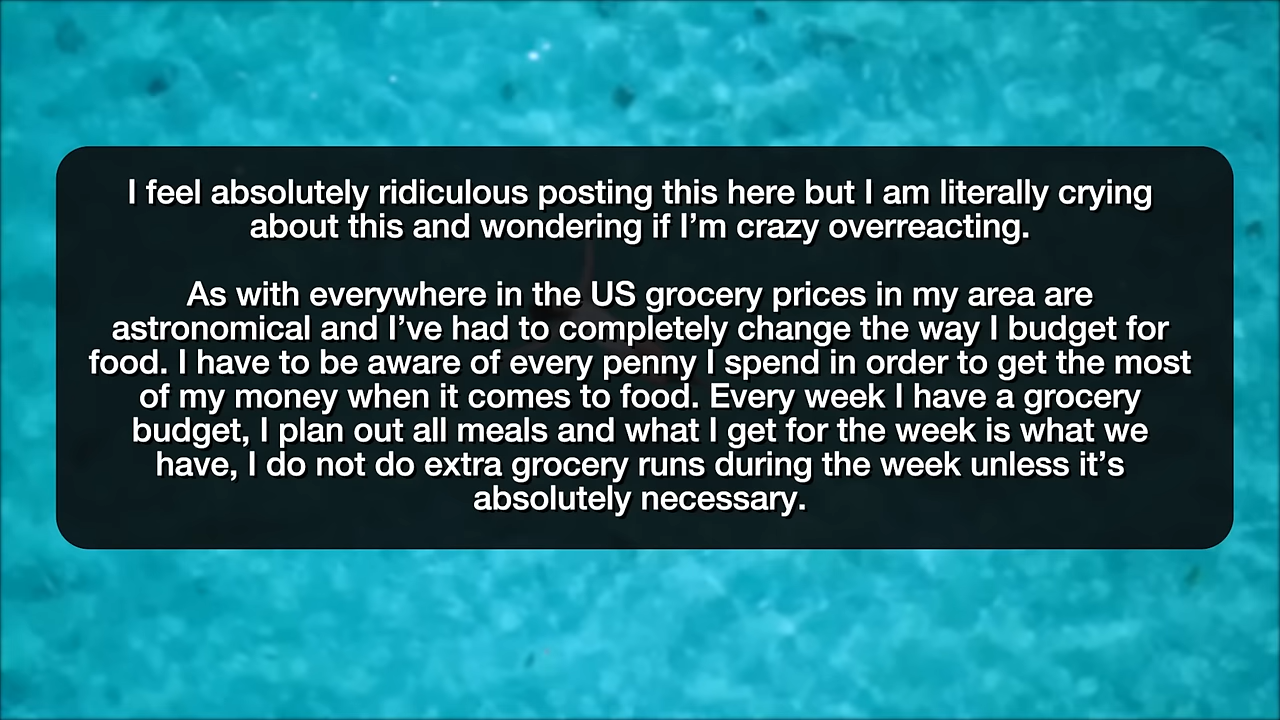 I feel absolutely ridiculous posting this here but I am literally crying
about this and wondering if I'm crazy overreacting.
As with everywhere in the US grocery prices in my area are
astronomical and I've had to completely change the way I budget for
food. I have to be aware of every penny I spend in order to get the most
of my money when it comes to food. Every week I have a grocery
budget, I plan out all meals and what I get for the week is what we
have, I do not do extra grocery runs during the week unless it's
absolutely necessary.